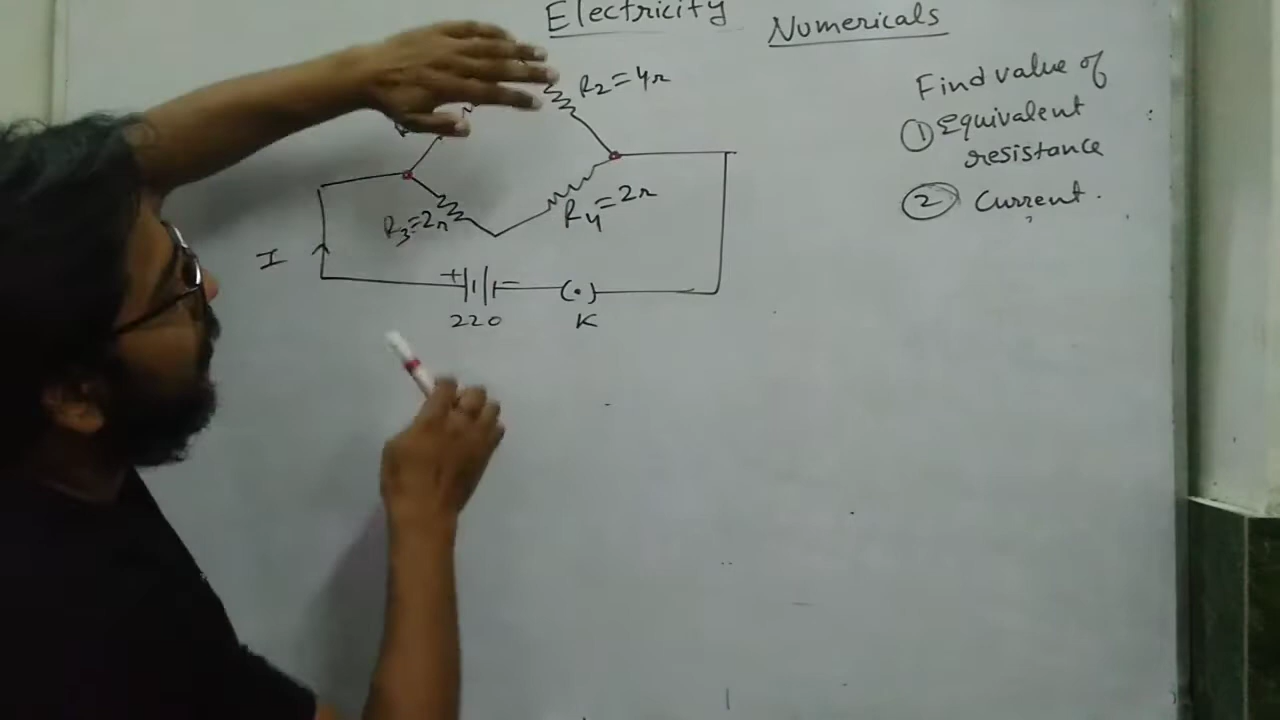 Electricity Numericals
R2=4Ω
R3=2Ω
R4=2Ω
I
+ -
220
K
Find value of
① Equivalent
resistance
② Current.